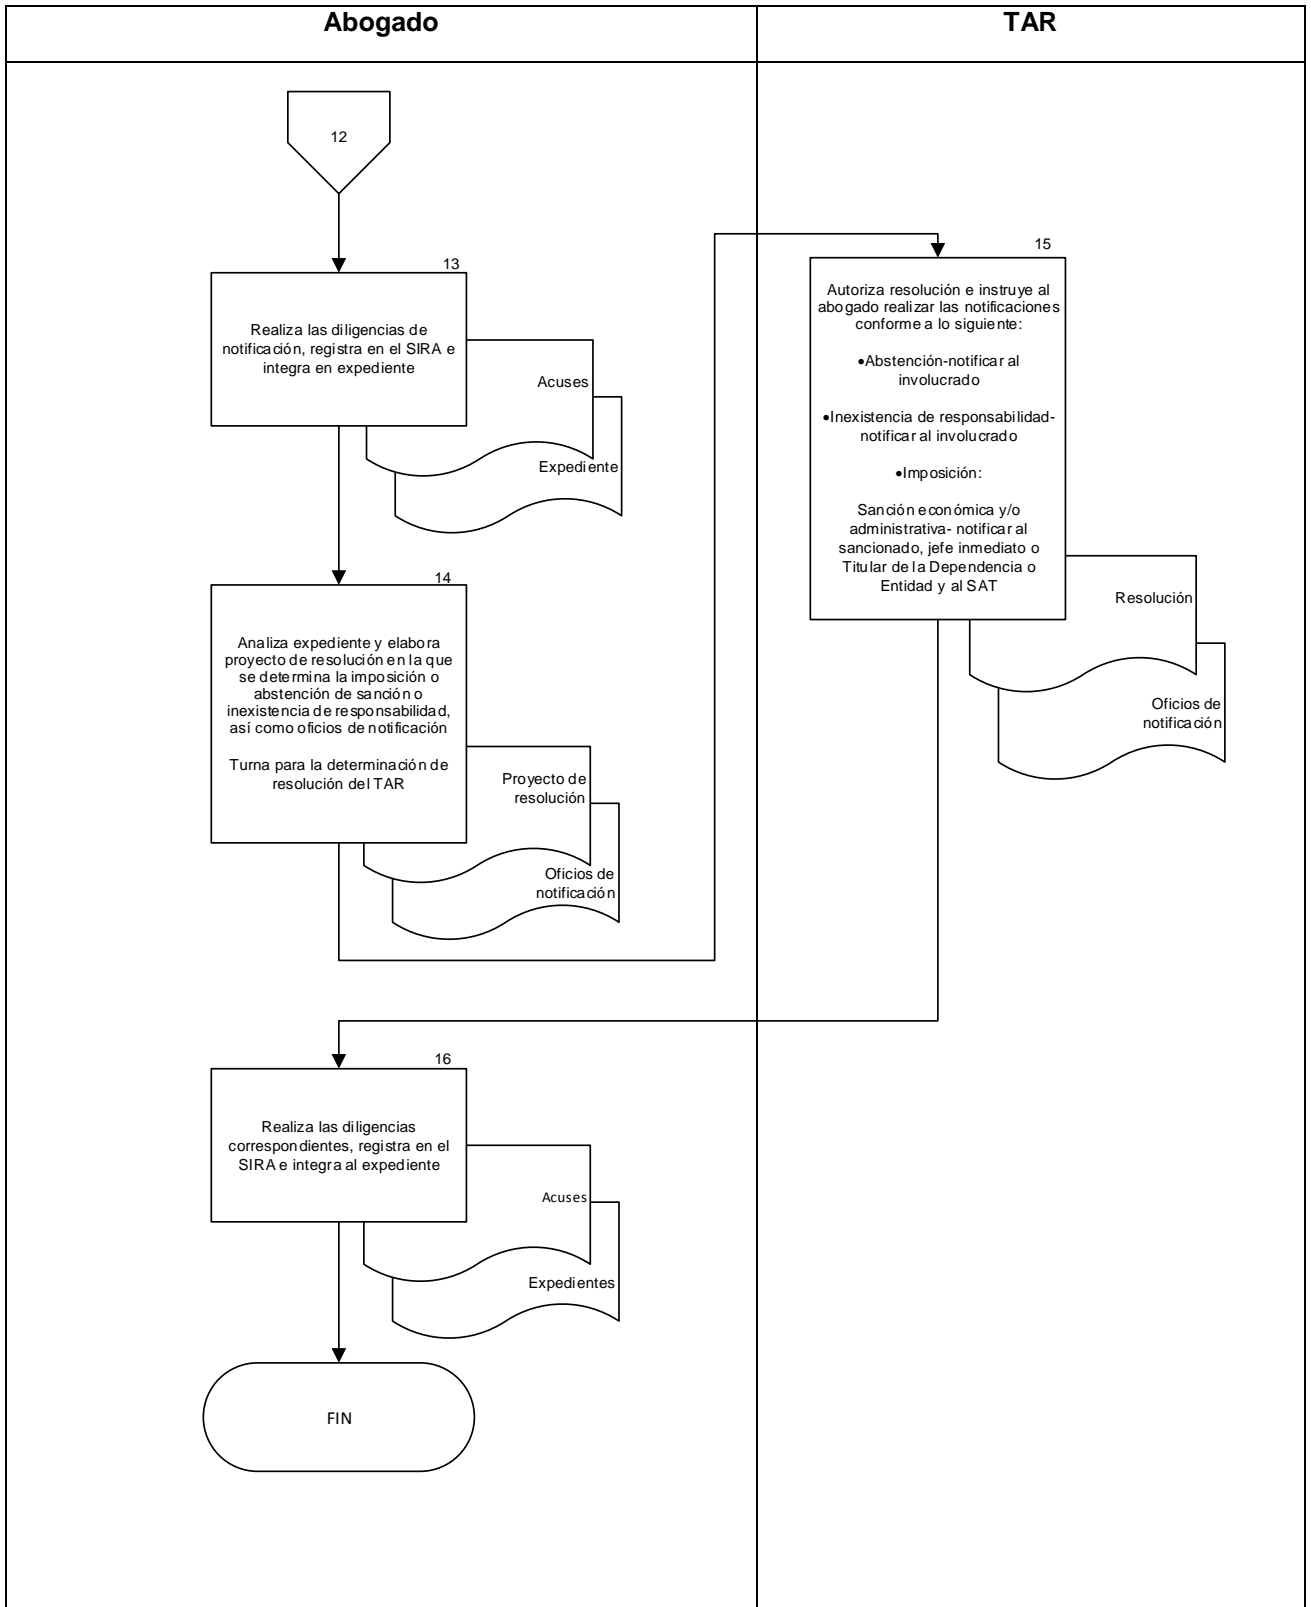 Abogado
TAR
12
13
Realiza las diligencias de
notificación, registra en el SIRA e
integra en expediente
Acuses
Expediente
14
Analiza expediente y elabora
proyecto de resolución en la que
se determina la imposición o
abstención de sanción o
inexistencia de responsabilidad,
así como oficios de notificación
Turna para la determinación de
resolución del TAR
Proyecto de
resolución
Oficios de
notificación
15
Autoriza resolución e instruye al
abogado realizar las notificaciones
conforme a lo siguiente:
•Abstención-notificar al
involucrado
•Inexistencia de responsabilidad-
notificar al involucrado
•Imposición:
Sanción económica y/o
administrativa- notificar al
sancionado, jefe inmediato o
Titular de la Dependencia o
Entidad y al SAT
Resolución
Oficios de
notificación
16
Realiza las diligencias
correspondientes, registra en el
SIRA e integra al expediente
Acuses
Expedientes
FIN